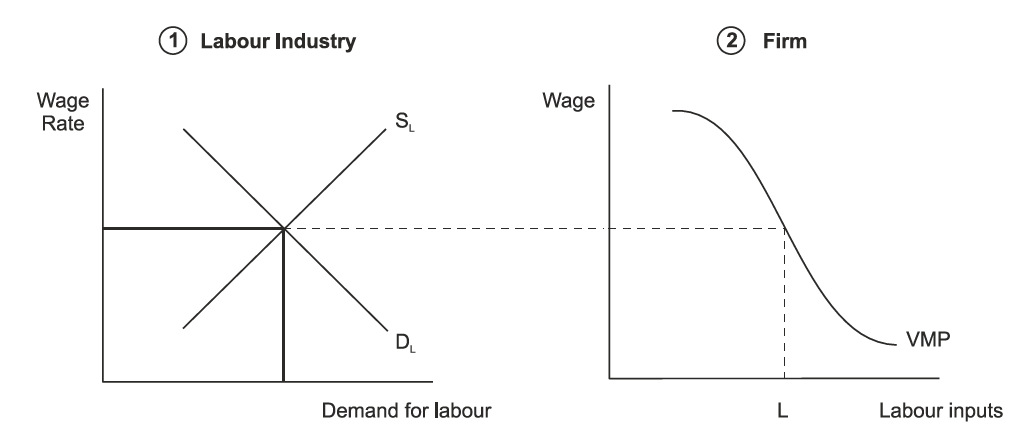 1 Labour Industry
2 Firm
Wage
Rate
S_L
D_L
Demand for labour
Wage
VMP
L
Labour inputs